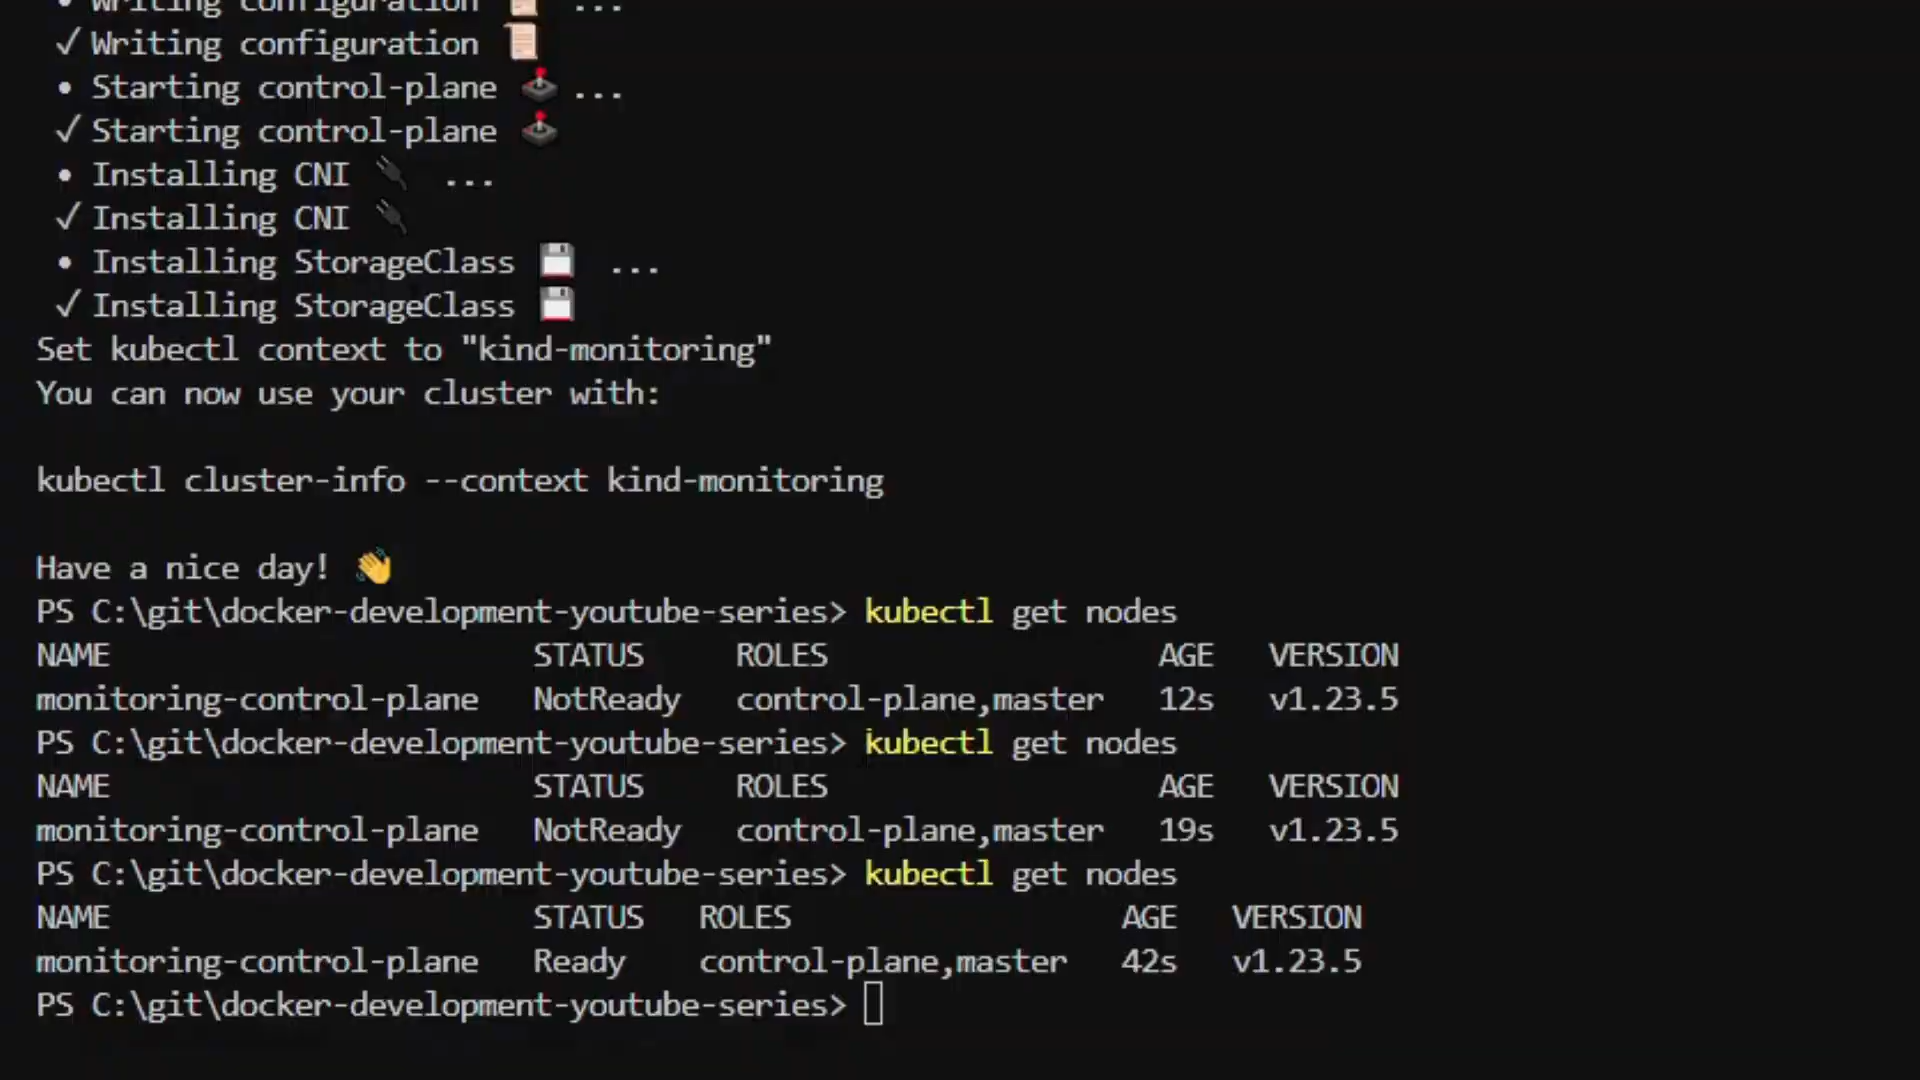 • Writing configuration 📜 ...
✓ Writing configuration 📜
• Starting control-plane 🕹️ ...
✓ Starting control-plane 🕹️
• Installing CNI 🔌 ...
✓ Installing CNI 🔌
• Installing StorageClass 💾 ...
✓ Installing StorageClass 💾
Set kubectl context to "kind-monitoring"
You can now use your cluster with:
kubectl cluster-info --context kind-monitoring
Have a nice day! 👋
PS C:\git\docker-development-youtube-series> kubectl get nodes
NAME STATUS ROLES AGE VERSION
monitoring-control-plane NotReady control-plane,master 12s v1.23.5
PS C:\git\docker-development-youtube-series> kubectl get nodes
NAME STATUS ROLES AGE VERSION
monitoring-control-plane NotReady control-plane,master 19s v1.23.5
PS C:\git\docker-development-youtube-series> kubectl get nodes
NAME STATUS ROLES AGE VERSION
monitoring-control-plane Ready control-plane,master 42s v1.23.5
PS C:\git\docker-development-youtube-series>